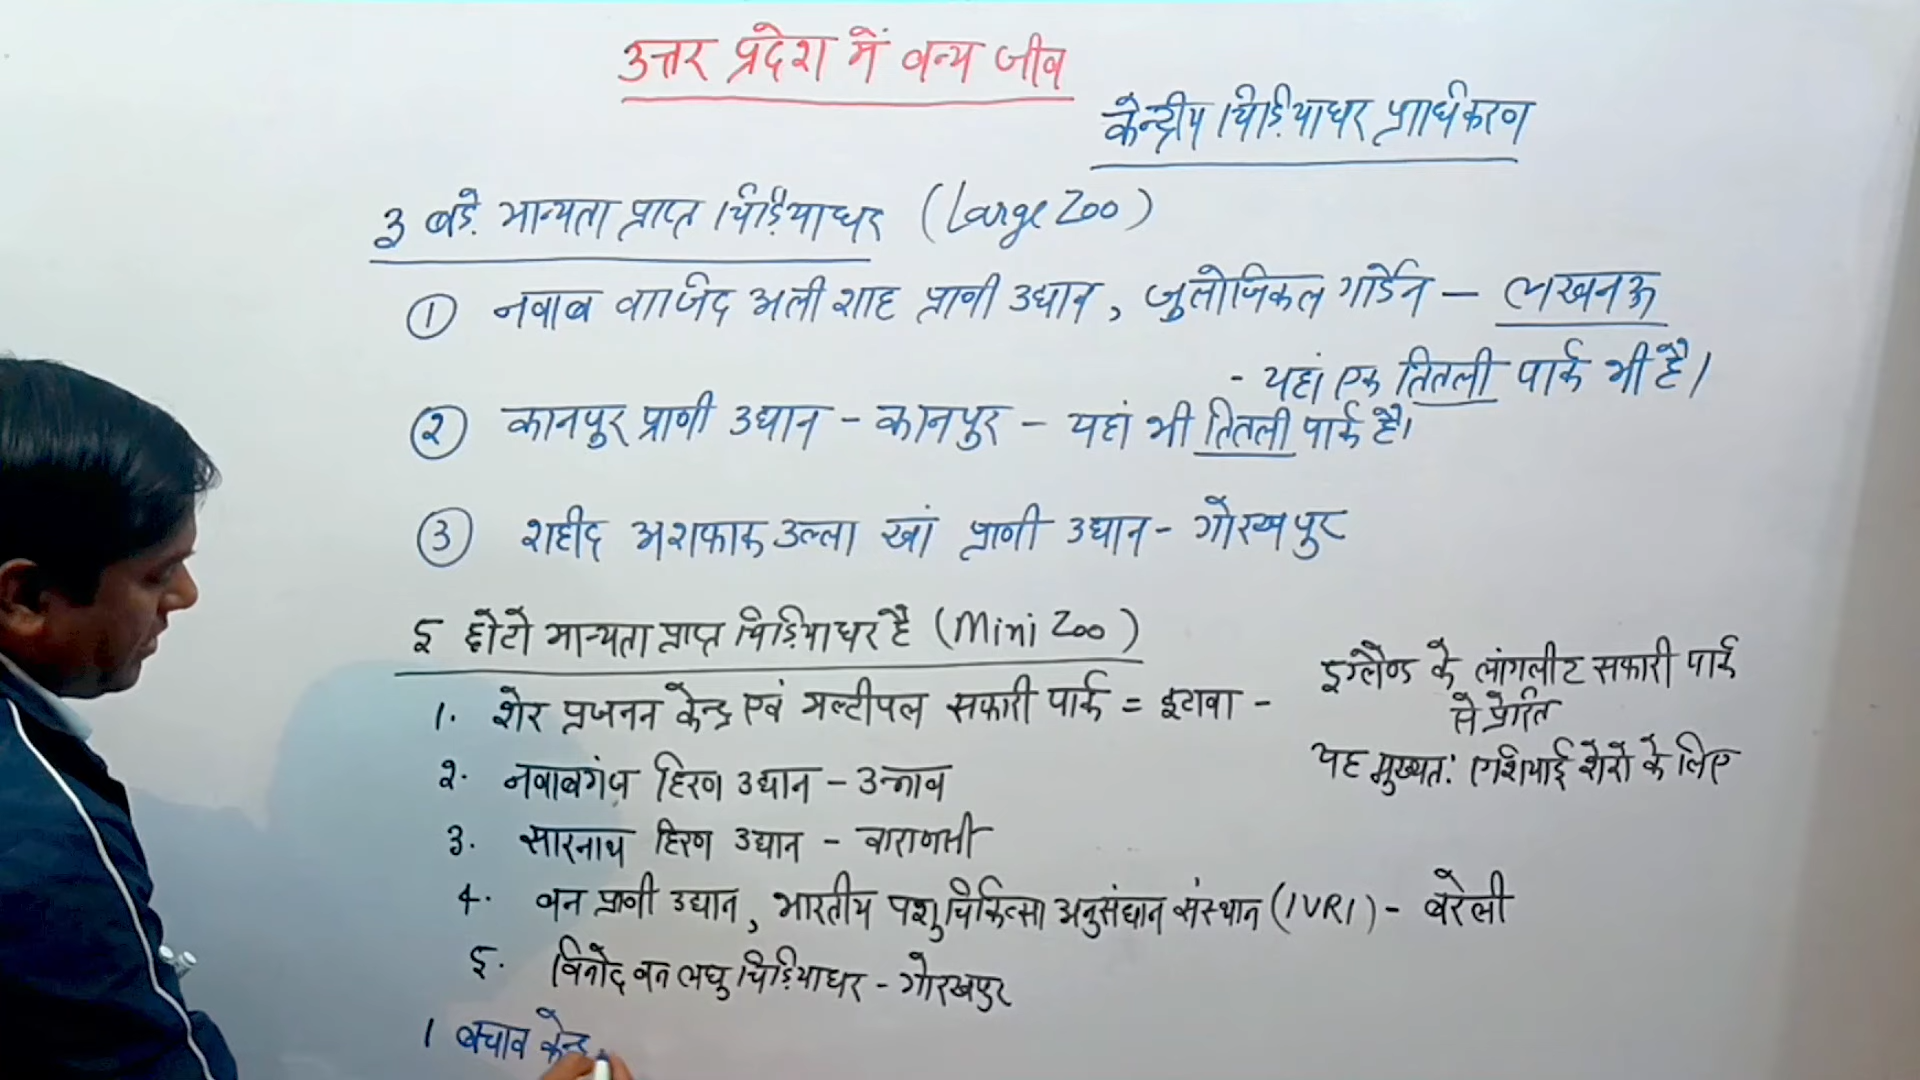 उत्तर प्रदेश में वन्य जीव
केन्द्रीय चिड़ियाघर प्राधिकरण
3 बड़े मान्यता प्राप्त चिड़ियाघर (Large Zoo)
① नवाब वाजिद अली शाह प्राणी उद्यान, जुलोजिकल गार्डेन – लखनऊ
- यहां एक तितली पार्क भी है।
② कानपुर प्राणी उद्यान – कानपुर – यहां भी तितली पार्क है।
③ शहीद अशफाक उल्ला खां प्राणी उद्यान – गोरखपुर
5 छोटो मान्यता प्राप्त चिड़ियाघर है (Mini Zoo)
1. शेर प्रजनन केन्द्र एवं मल्टीपल सफारी पार्क = इटावा –
इग्लैण्ड के लांगलीट सफारी पार्क
से प्रेरित
यह मुख्यत: एशियाई शेरो के लिए
2. नवाबगंज हिरण उद्यान – उन्नाव
3. सारनाथ हिरण उद्यान – वाराणसी
4. वन प्राणी उद्यान, भारतीय पशु चिकित्सा अनुसंधान संस्थान (IVRI) – बरेली
5. विनोद वन लघु चिड़ियाघर – गोरखपुर
1 बचाव केन्द्र